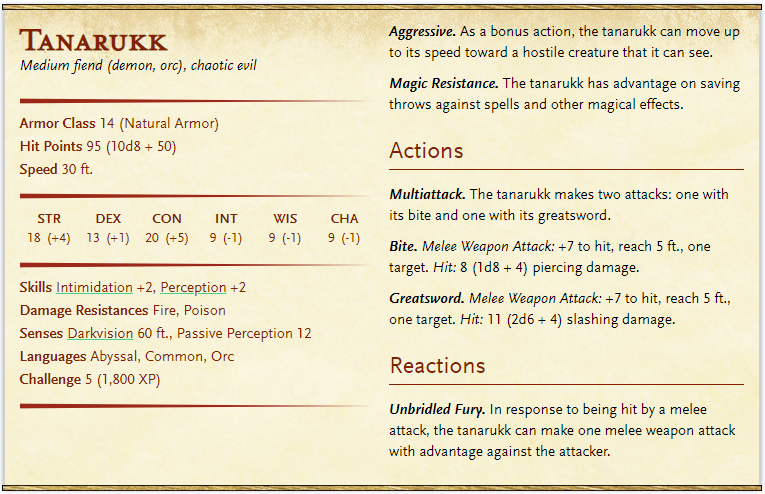 Tanarukk
Medium fiend (demon, orc), chaotic evil
Armor Class 14 (Natural Armor)
Hit Points 95 (10d8 + 50)
Speed 30 ft.
STR DEX CON INT WIS CHA
18 (+4) 13 (+1) 20 (+5) 9 (-1) 9 (-1) 9 (-1)
Skills Intimidation +2, Perception +2
Damage Resistances Fire, Poison
Senses Darkvision 60 ft., Passive Perception 12
Languages Abyssal, Common, Orc
Challenge 5 (1,800 XP)
Aggressive. As a bonus action, the tanarukk can move up
to its speed toward a hostile creature that it can see.
Magic Resistance. The tanarukk has advantage on saving
throws against spells and other magical effects.
Actions
Multiattack. The tanarukk makes two attacks: one with
its bite and one with its greatsword.
Bite. Melee Weapon Attack: +7 to hit, reach 5 ft., one
target. Hit: 8 (1d8 + 4) piercing damage.
Greatsword. Melee Weapon Attack: +7 to hit, reach 5 ft.,
one target. Hit: 11 (2d6 + 4) slashing damage.
Reactions
Unbridled Fury. In response to being hit by a melee
attack, the tanarukk can make one melee weapon attack
with advantage against the attacker.